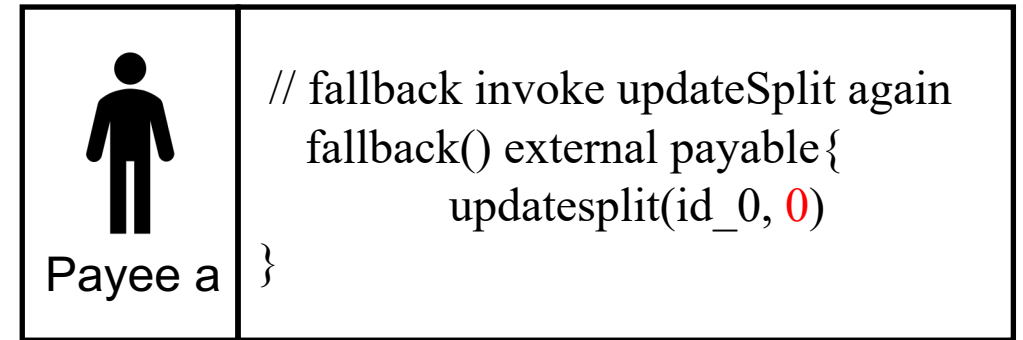 // fallback invoke updateSplit again
fallback() external payable{
updatesplit(id_0, 0)
}
Payee a